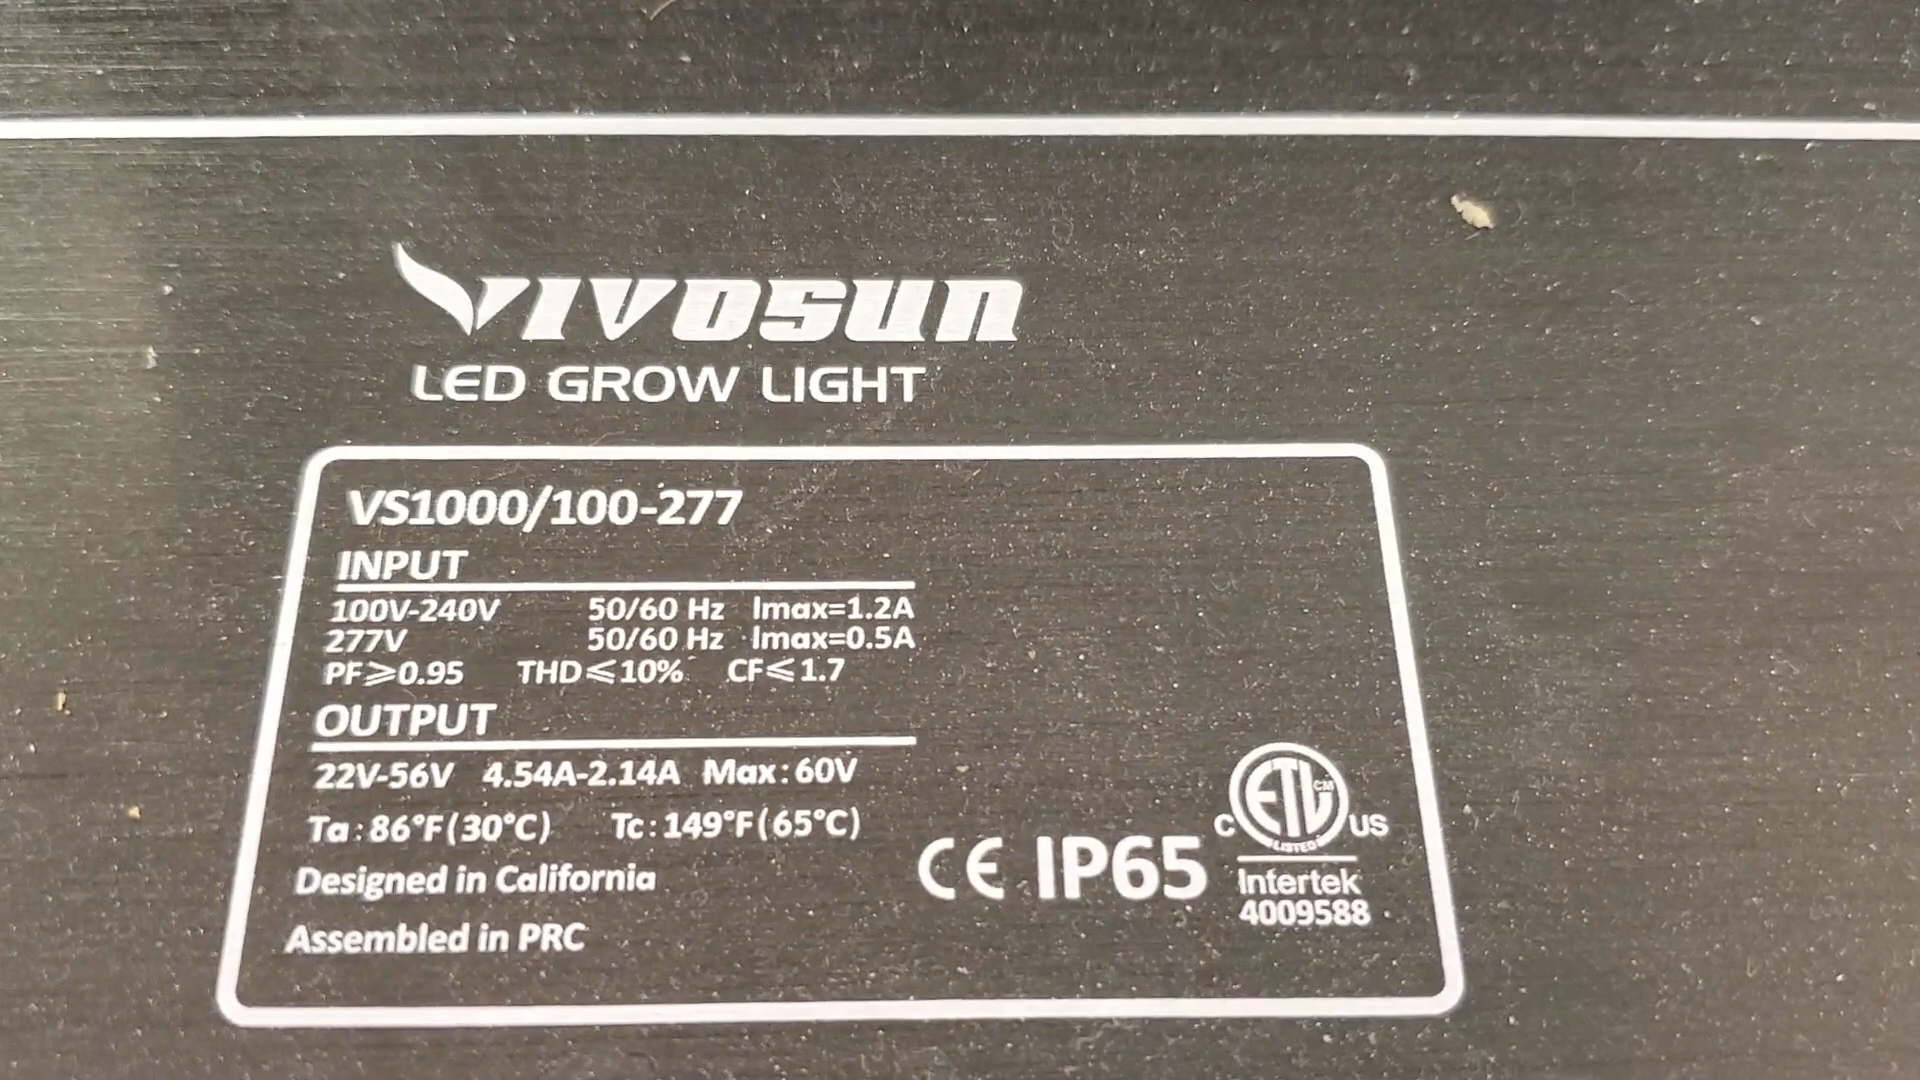 VIVOSUN
LED GROW LIGHT
VS1000/100-277
INPUT
100V-240V 50/60 Hz Imax=1.2A
277V 50/60 Hz Imax=0.5A
PF⩾0.95 THD⩽10% CF⩽1.7
OUTPUT
22V-56V 4.54A-2.14A Max:60V
Ta:86°F(30°C) Tc:149°F(65°C)
Designed in California
Assembled in PRC
CE IP65
C ETL CM US
LISTED
Intertek
4009588